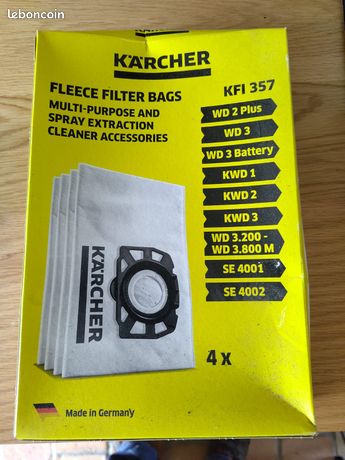 leboncoin
KÄRCHER
FLEECE FILTER BAGS
MULTI-PURPOSE AND
SPRAY EXTRACTION
CLEANER ACCESSORIES
KFI 357
WD 2 Plus
WD 3
WD 3 Battery
KWD 1
KWD 2
KWD 3
WD 3.200 -
WD 3.800 M
SE 4001
SE 4002
KÄRCHER
4 x
Made in Germany